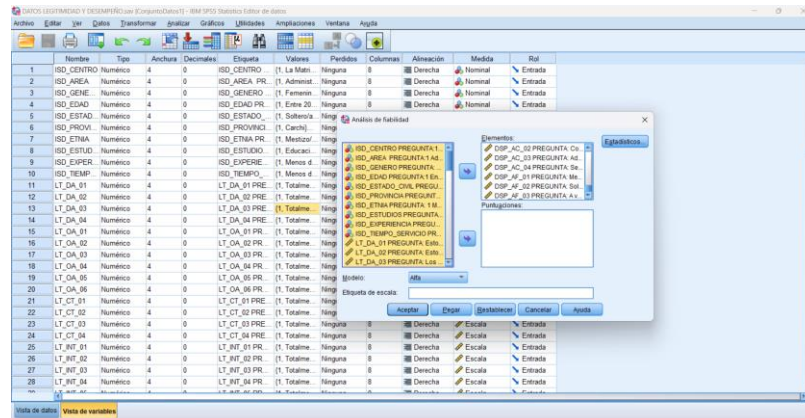 DATOS LEGITIMIDAD Y DESEMPEÑO.sav [ConjuntoDatos1] - IBM SPSS Statistics Editor de datos
Archivo Editar Ver Datos Transformar Analizar Gráficos Utilidades Ampliaciones Ventana Ayuda
Nombre Tipo Anchura Decimales Etiqueta Valores Perdidos Columnas Alineación Medida Rol
1 ISD_CENTRO Numérico 4 0 ISD_CENTRO ... {1, La Matri... Ninguna 8 Derecha Nominal Entrada
2 ISD_AREA Numérico 4 0 ISD_AREA PR... {1, Administ... Ninguna 8 Derecha Nominal Entrada
3 ISD_GENE... Numérico 4 0 ISD_GENERO ... {1, Femenin... Ninguna 8 Derecha Nominal Entrada
4 ISD_EDAD Numérico 4 0 ISD_EDAD PR... {1, Entre 20... Ninguna 8 Derecha Nominal Entrada
5 ISD_ESTAD... Numérico 4 0 ISD_ESTADO_... {1, Soltero/a...
6 ISD_PROVI... Numérico 4 0 ISD_PROVINCI... {1, Carchi}...
7 ISD_ETNIA Numérico 4 0 ISD_ETNIA PR... {1, Mestizo/...
8 ISD_ESTUD... Numérico 4 0 ISD_ESTUDIO... {1, Educaci...
9 ISD_EXPER... Numérico 4 0 ISD_EXPERIE... {1, Menos d...
10 ISD_TIEMP... Numérico 4 0 ISD_TIEMPO_... {1, Menos d...
11 LT_DA_01 Numérico 4 0 LT_DA_01 PRE... {1, Totalme...
12 LT_DA_02 Numérico 4 0 LT_DA_02 PRE... {1, Totalme...
13 LT_DA_03 Numérico 4 0 LT_DA_03 PRE... {1, Totalme...
14 LT_DA_04 Numérico 4 0 LT_DA_04 PRE... {1, Totalme...
15 LT_OA_01 Numérico 4 0 LT_OA_01 PR... {1, Totalme...
16 LT_OA_02 Numérico 4 0 LT_OA_02 PR... {1, Totalme...
17 LT_OA_03 Numérico 4 0 LT_OA_03 PR... {1, Totalme...
18 LT_OA_04 Numérico 4 0 LT_OA_04 PR... {1, Totalme...
19 LT_OA_05 Numérico 4 0 LT_OA_05 PR... {1, Totalme...
20 LT_OA_06 Numérico 4 0 LT_OA_06 PR... {1, Totalme...
21 LT_CT_01 Numérico 4 0 LT_CT_01 PRE... {1, Totalme...
22 LT_CT_02 Numérico 4 0 LT_CT_02 PRE... {1, Totalme...
23 LT_CT_03 Numérico 4 0 LT_CT_03 PRE... {1, Totalme... Ninguna 8 Derecha Escala Entrada
24 LT_CT_04 Numérico 4 0 LT_CT_04 PRE... {1, Totalme... Ninguna 8 Derecha Escala Entrada
25 LT_INT_01 Numérico 4 0 LT_INT_01 PR... {1, Totalme... Ninguna 8 Derecha Escala Entrada
26 LT_INT_02 Numérico 4 0 LT_INT_02 PR... {1, Totalme... Ninguna 8 Derecha Escala Entrada
27 LT_INT_03 Numérico 4 0 LT_INT_03 PR... {1, Totalme... Ninguna 8 Derecha Escala Entrada
28 LT_INT_04 Numérico 4 0 LT_INT_04 PR... {1, Totalme... Ninguna 8 Derecha Escala Entrada
Análisis de fiabilidad
ISD_CENTRO PREGUNTA:1...
ISD_AREA PREGUNTA:1 Ad...
ISD_GENERO PREGUNTA:...
ISD_EDAD PREGUNTA:1 En...
ISD_ESTADO_CIVIL PREGU...
ISD_PROVINCIA PREGUNT...
ISD_ETNIA PREGUNTA: 1 M...
ISD_ESTUDIOS PREGUNTA...
ISD_EXPERIENCIA PREGU...
ISD_TIEMPO_SERVICIO PR...
LT_DA_01 PREGUNTA: Esto...
LT_DA_02 PREGUNTA: Esto...
LT_DA_03 PREGUNTA: Los ...
Elementos:
DSP_AC_02 PREGUNTA: Co...
DSP_AC_03 PREGUNTA: Ad...
DSP_AC_04 PREGUNTA: Se...
DSP_AF_01 PREGUNTA: Me...
DSP_AF_02 PREGUNTA: Sol...
DSP_AF_03 PREGUNTA: A v...
Estadísticos...
Puntuaciones:
Modelo: Alfa
Etiqueta de escala:
Aceptar Pegar Restablecer Cancelar Ayuda
Vista de datos Vista de variables